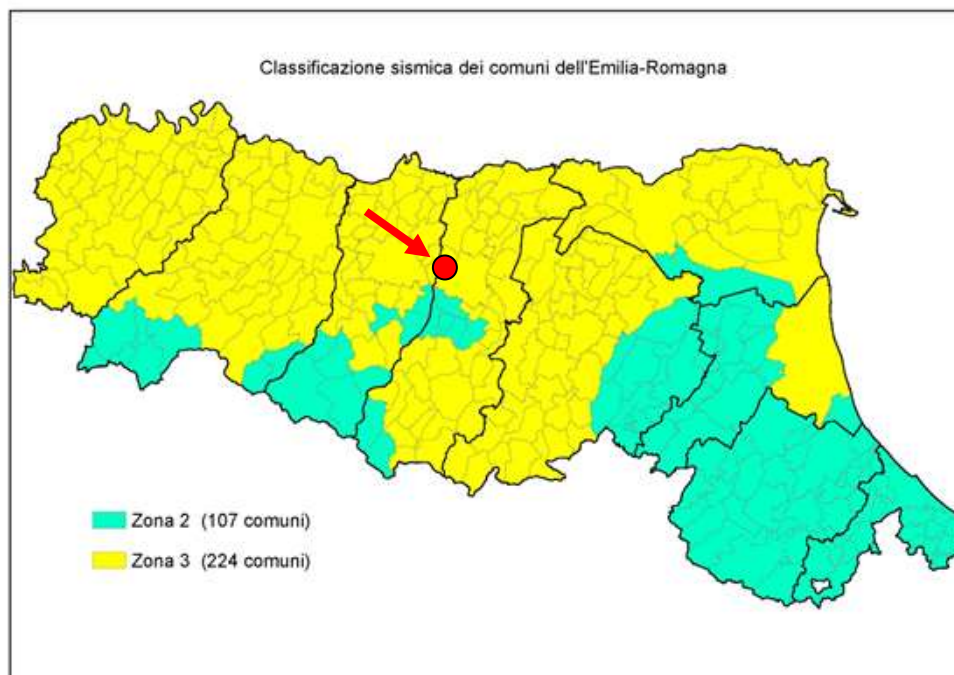 Classificazione sismica dei comuni dell'Emilia-Romagna
Zona 2 (107 comuni)
Zona 3 (224 comuni)